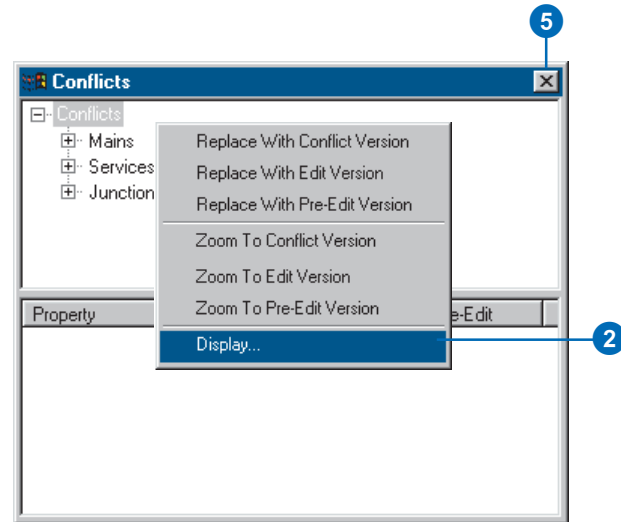 5
Conflicts
Conflicts
Mains
Services
Junction
Replace With Conflict Version
Replace With Edit Version
Replace With Pre-Edit Version
Zoom To Conflict Version
Zoom To Edit Version
Zoom To Pre-Edit Version
Display...
2
Property
e-Edit